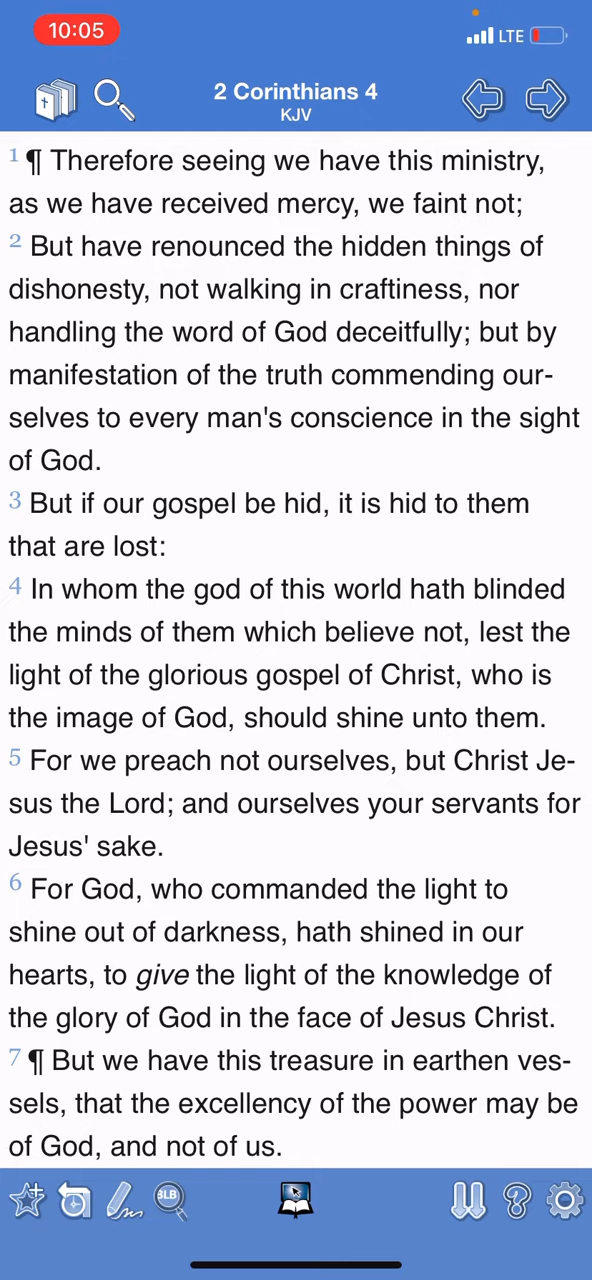 10:05
LTE
2 Corinthians 4
KJV
1 ¶ Therefore seeing we have this ministry,
as we have received mercy, we faint not;
2 But have renounced the hidden things of
dishonesty, not walking in craftiness, nor
handling the word of God deceitfully; but by
manifestation of the truth commending our-
selves to every man's conscience in the sight
of God.
3 But if our gospel be hid, it is hid to them
that are lost:
4 In whom the god of this world hath blinded
the minds of them which believe not, lest the
light of the glorious gospel of Christ, who is
the image of God, should shine unto them.
5 For we preach not ourselves, but Christ Je-
sus the Lord; and ourselves your servants for
Jesus' sake.
6 For God, who commanded the light to
shine out of darkness, hath shined in our
hearts, to give the light of the knowledge of
the glory of God in the face of Jesus Christ.
7 ¶ But we have this treasure in earthen ves-
sels, that the excellency of the power may be
of God, and not of us.
BLB